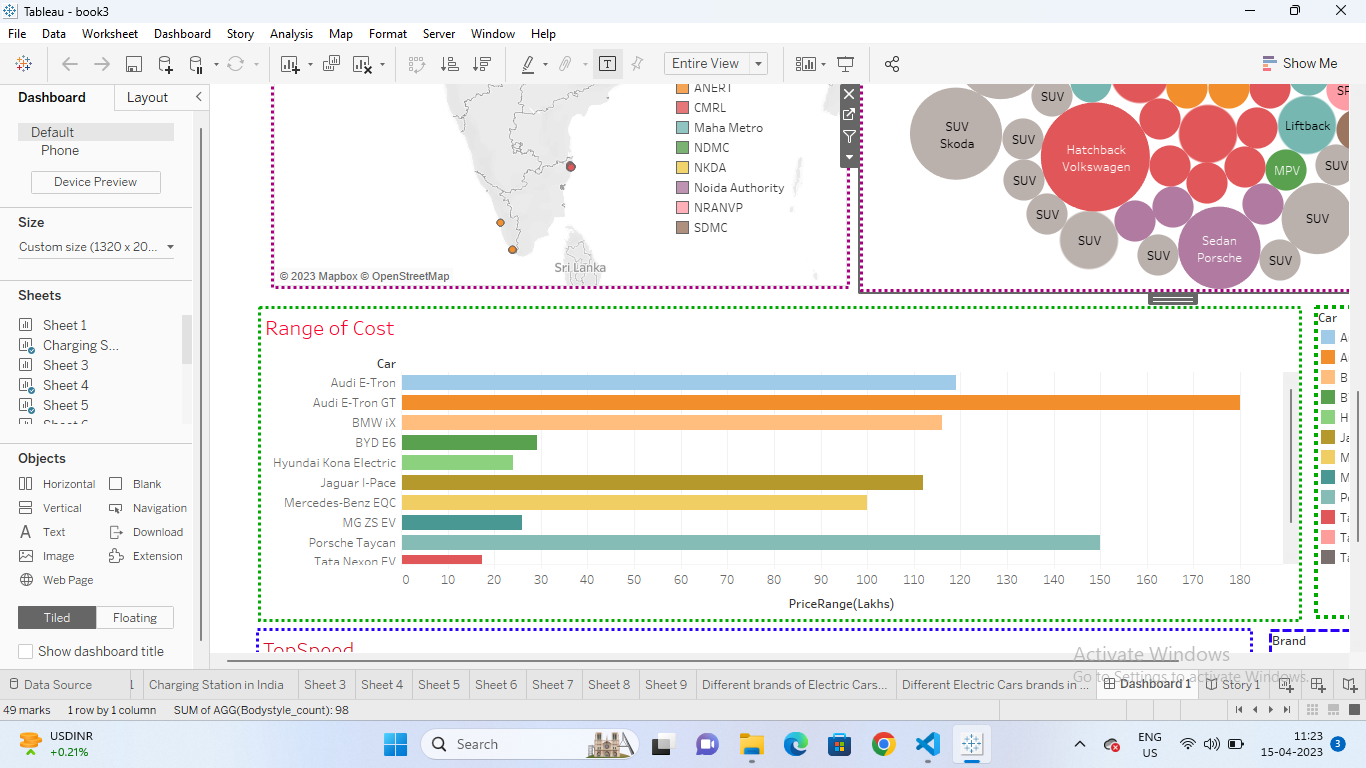 Tableau - book3
File Data Worksheet Dashboard Story Analysis Map Format Server Window Help
Entire View
Show Me
Dashboard Layout
Default
Phone
Device Preview
Size
Custom size (1320 x 20...
Sheets
Sheet 1
Charging S...
Sheet 3
Sheet 4
Sheet 5
Objects
Horizontal Blank
Vertical Navigation
Text Download
Image Extension
Web Page
Tiled Floating
Show dashboard title
ANERT
CMRL
Maha Metro
NDMC
NKDA
Noida Authority
NRANVP
SDMC
Sri Lanka
© 2023 Mapbox © OpenStreetMap
SUV
SUV
Skoda
SUV
Hatchback
Volkswagen
Liftback
MPV
SUV
SUV
SUV
SUV
SUV
SUV
Sedan
Porsche
SUV
Range of Cost
Car
Audi E-Tron
Audi E-Tron GT
BMW iX
BYD E6
Hyundai Kona Electric
Jaguar I-Pace
Mercedes-Benz EQC
MG ZS EV
Porsche Taycan
Tata Nexon EV
0 10 20 30 40 50 60 70 80 90 100 110 120 130 140 150 160 170 180
PriceRange(Lakhs)
Car
TopSpeed
Brand
Activate Windows
Go to Settings to activate Windows.
Data Source Charging Station in India Sheet 3 Sheet 4 Sheet 5 Sheet 6 Sheet 7 Sheet 8 Sheet 9 Different brands of Electric Cars... Different Electric Cars brands in ... Dashboard 1 Story 1
49 marks 1 row by 1 column SUM of AGG(Bodystyle_count): 98
USDINR
+0.21%
Search
ENG
US
11:23
15-04-2023
3